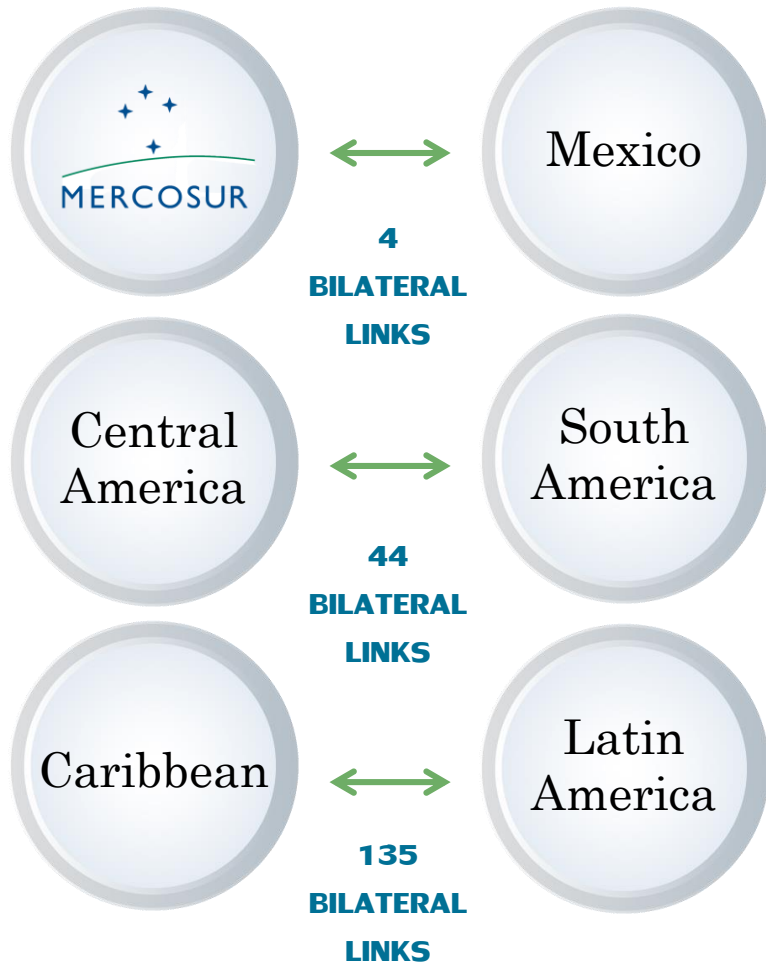 MERCOSUR
Mexico
4
BILATERAL
LINKS
Central
America
South
America
44
BILATERAL
LINKS
Caribbean
Latin
America
135
BILATERAL
LINKS